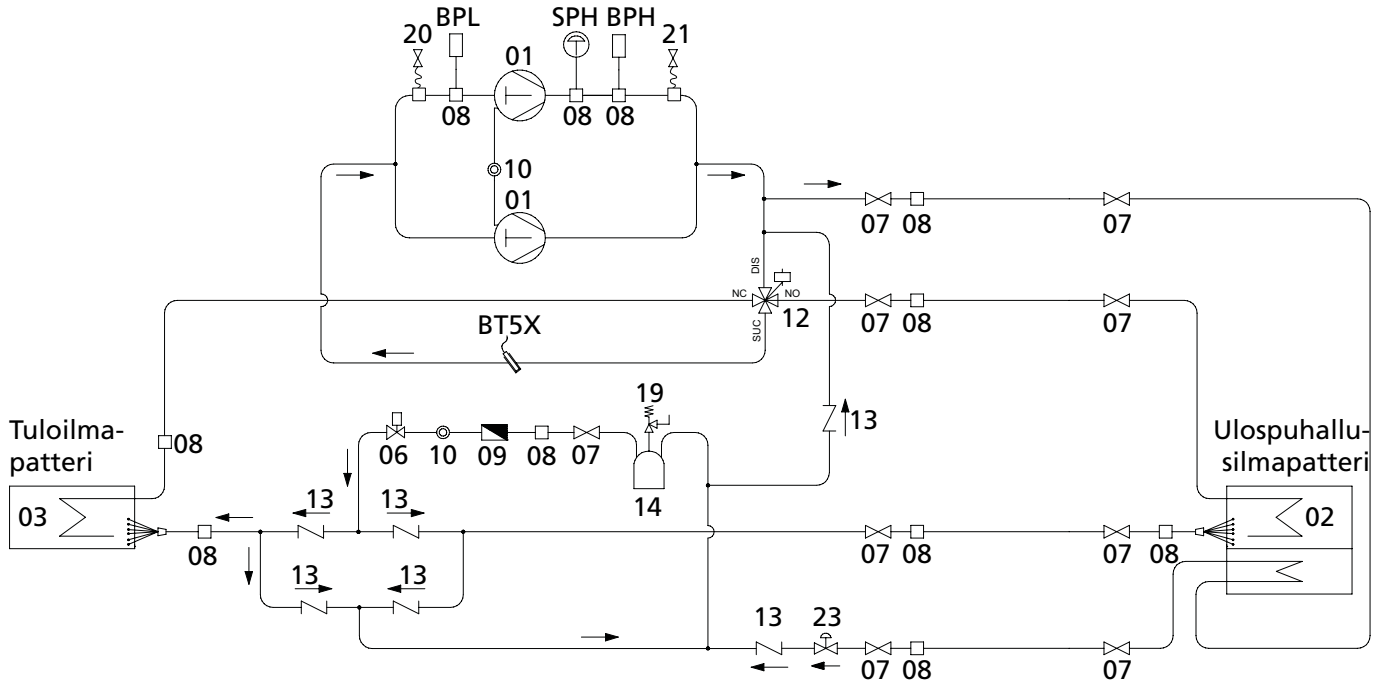 BPL SPH BPH
20 01 21
08 08 08
10
01
07 08 07
DIS
NC NO
12
SUC
07 08 07
BT5X
19
13
Tuloilma-
patteri
08
06 10 09 08 07
14
Ulospuhallu-
silmapatteri
03
13 13
08
07 08 07 08
02
13 13
13 23
07 08 07